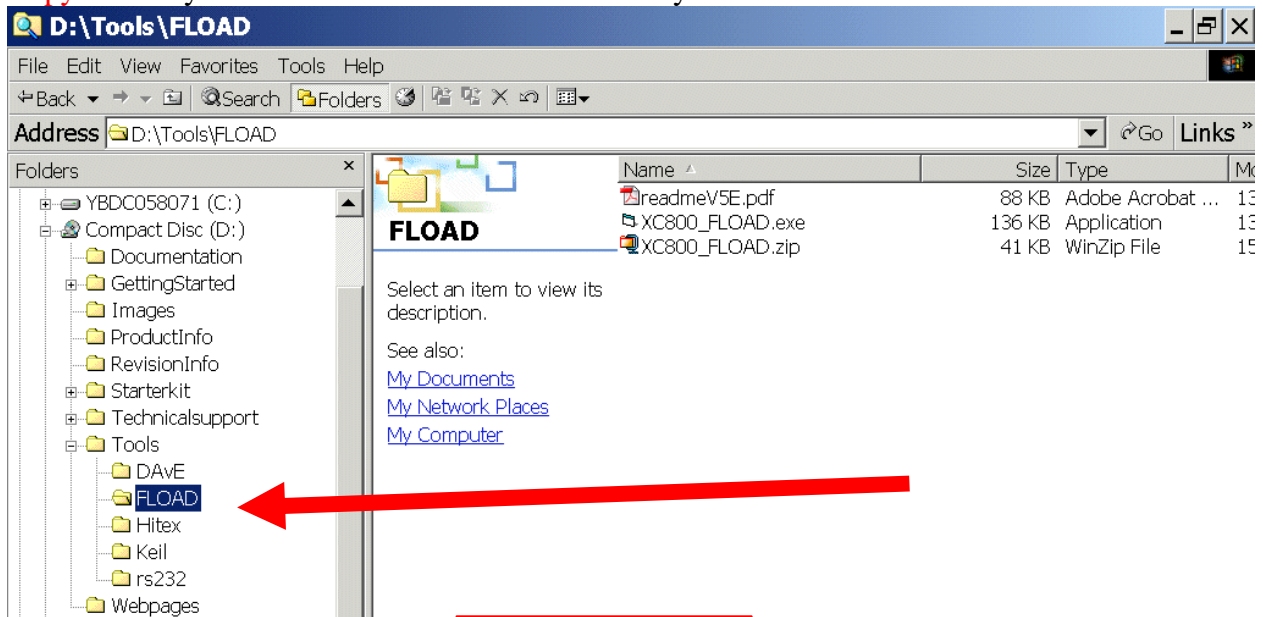 D:\Tools\FLOAD
File Edit View Favorites Tools Help
Back Search Folders
Address D:\Tools\FLOAD Go Links »
Folders
YBDC058071 (C:)
Compact Disc (D:)
Documentation
GettingStarted
Images
ProductInfo
RevisionInfo
Starterkit
Technicalsupport
Tools
DAvE
FLOAD
Hitex
Keil
rs232
Webpages
FLOAD
Select an item to view its
description.
See also:
My Documents
My Network Places
My Computer
Name Size Type
readmeV5E.pdf 88 KB Adobe Acrobat ... 13
XC800_FLOAD.exe 136 KB Application 13
XC800_FLOAD.zip 41 KB WinZip File 15